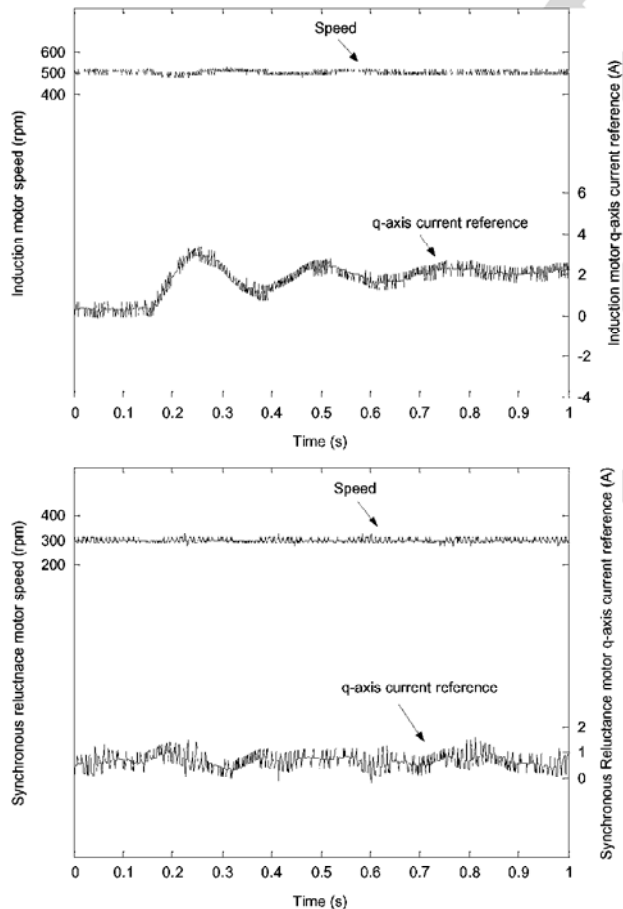 Speed
600
500
400
Induction motor speed (rpm)
6
4
2
0
-2
-4
Induction motor q-axis current reference (A)
q-axis current reference
0 0.1 0.2 0.3 0.4 0.5 0.6 0.7 0.8 0.9 1
Time (s)
Speed
400
300
200
Synchronous reluctnace motor speed (rpm)
q-axis current reference
2
1
0
Synchronous Reluctance motor q-axis current reference (A)
0 0.1 0.2 0.3 0.4 0.5 0.6 0.7 0.8 0.9 1
Time (s)